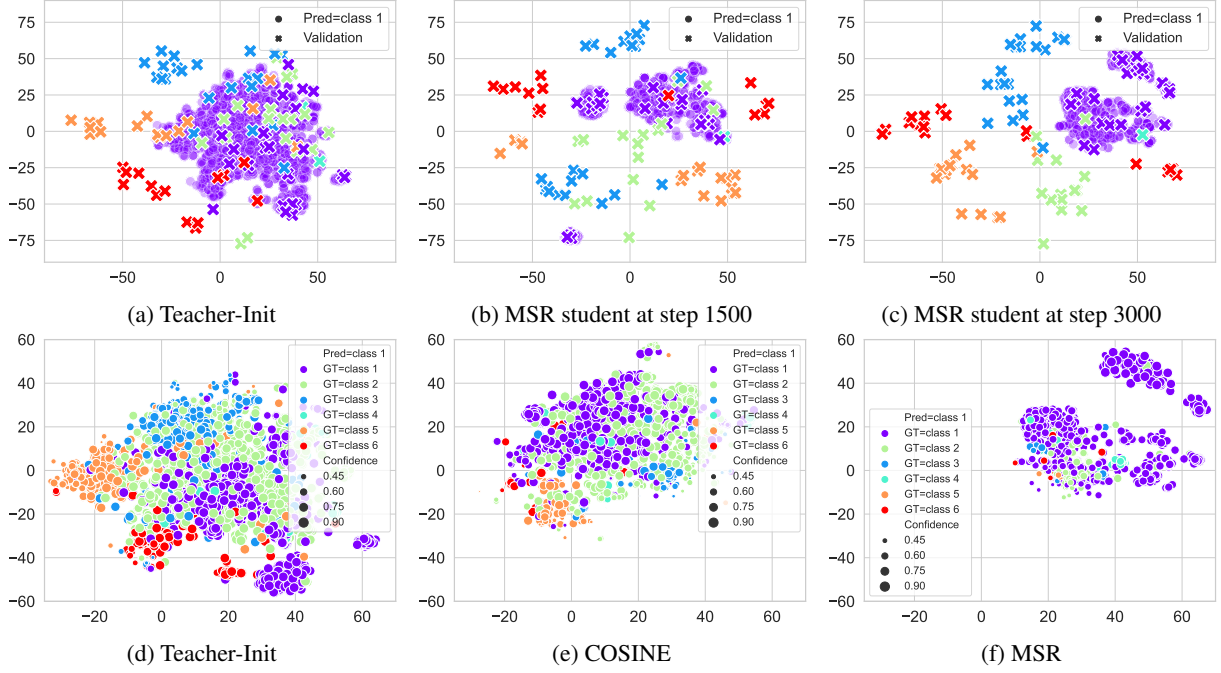 75
50
25
0
−25
−50
−75
−50 0 50
Pred=class 1
Validation
(a) Teacher-Init
75
50
25
0
−25
−50
−75
−50 0 50
Pred=class 1
Validation
(b) MSR student at step 1500
75
50
25
0
−25
−50
−75
−50 0 50
Pred=class 1
Validation
(c) MSR student at step 3000
60
40
20
0
−20
−40
−60
−20 0 20 40 60
Pred=class 1
GT=class 1
GT=class 2
GT=class 3
GT=class 4
GT=class 5
GT=class 6
Confidence
0.45
0.60
0.75
0.90
(d) Teacher-Init
60
40
20
0
−20
−40
−60
−20 0 20 40 60
Pred=class 1
GT=class 1
GT=class 2
GT=class 3
GT=class 4
GT=class 5
GT=class 6
Confidence
0.45
0.60
0.75
0.90
(e) COSINE
60
40
20
0
−20
−40
−60
−20 0 20 40 60
Pred=class 1
GT=class 1
GT=class 2
GT=class 3
GT=class 4
GT=class 5
GT=class 6
Confidence
0.45
0.60
0.75
0.90
(f) MSR